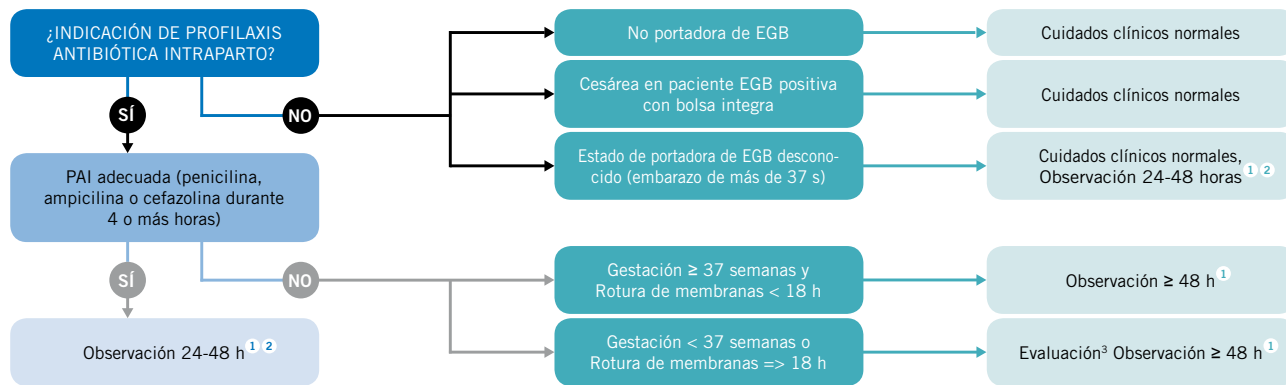 ¿INDICACIÓN DE PROFILAXIS
ANTIBIÓTICA INTRAPARTO?
SÍ
NO
No portadora de EGB
Cuidados clínicos normales
Cesárea en paciente EGB positiva
con bolsa integra
Cuidados clínicos normales
Estado de portadora de EGB descono-
cido (embarazo de más de 37 s)
Cuidados clínicos normales,
Observación 24-48 horas 1 2
PAI adecuada (penicilina,
ampicilina o cefazolina durante
4 o más horas)
SÍ
NO
Gestación ≥ 37 semanas y
Rotura de membranas < 18 h
Observación ≥ 48 h 1
Observación 24-48 h 1 2
Gestación < 37 semanas o
Rotura de membranas => 18 h
Evaluación³ Observación ≥ 48 h 1